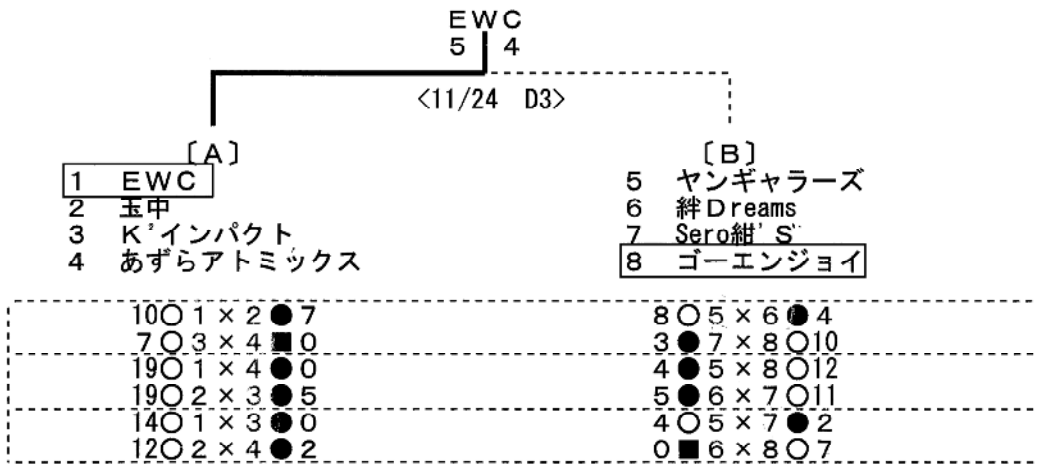 EWC
5 4
<11/24 D3>
[A] [B]
1 EWC
2 玉中
3 K'インパクト
4 あずらアトミックス
5 ヤンギャラーズ
6 絆Dreams
7 Sero紺'S
8 ゴーエンジョイ
10○1×2●7 8○5×6●4
7○3×4■0 3●7×8○10
19○1×4●0 4●5×8○12
19○2×3●5 5●6×7○11
14○1×3●0 4○5×7●2
12○2×4●2 0■6×8○7